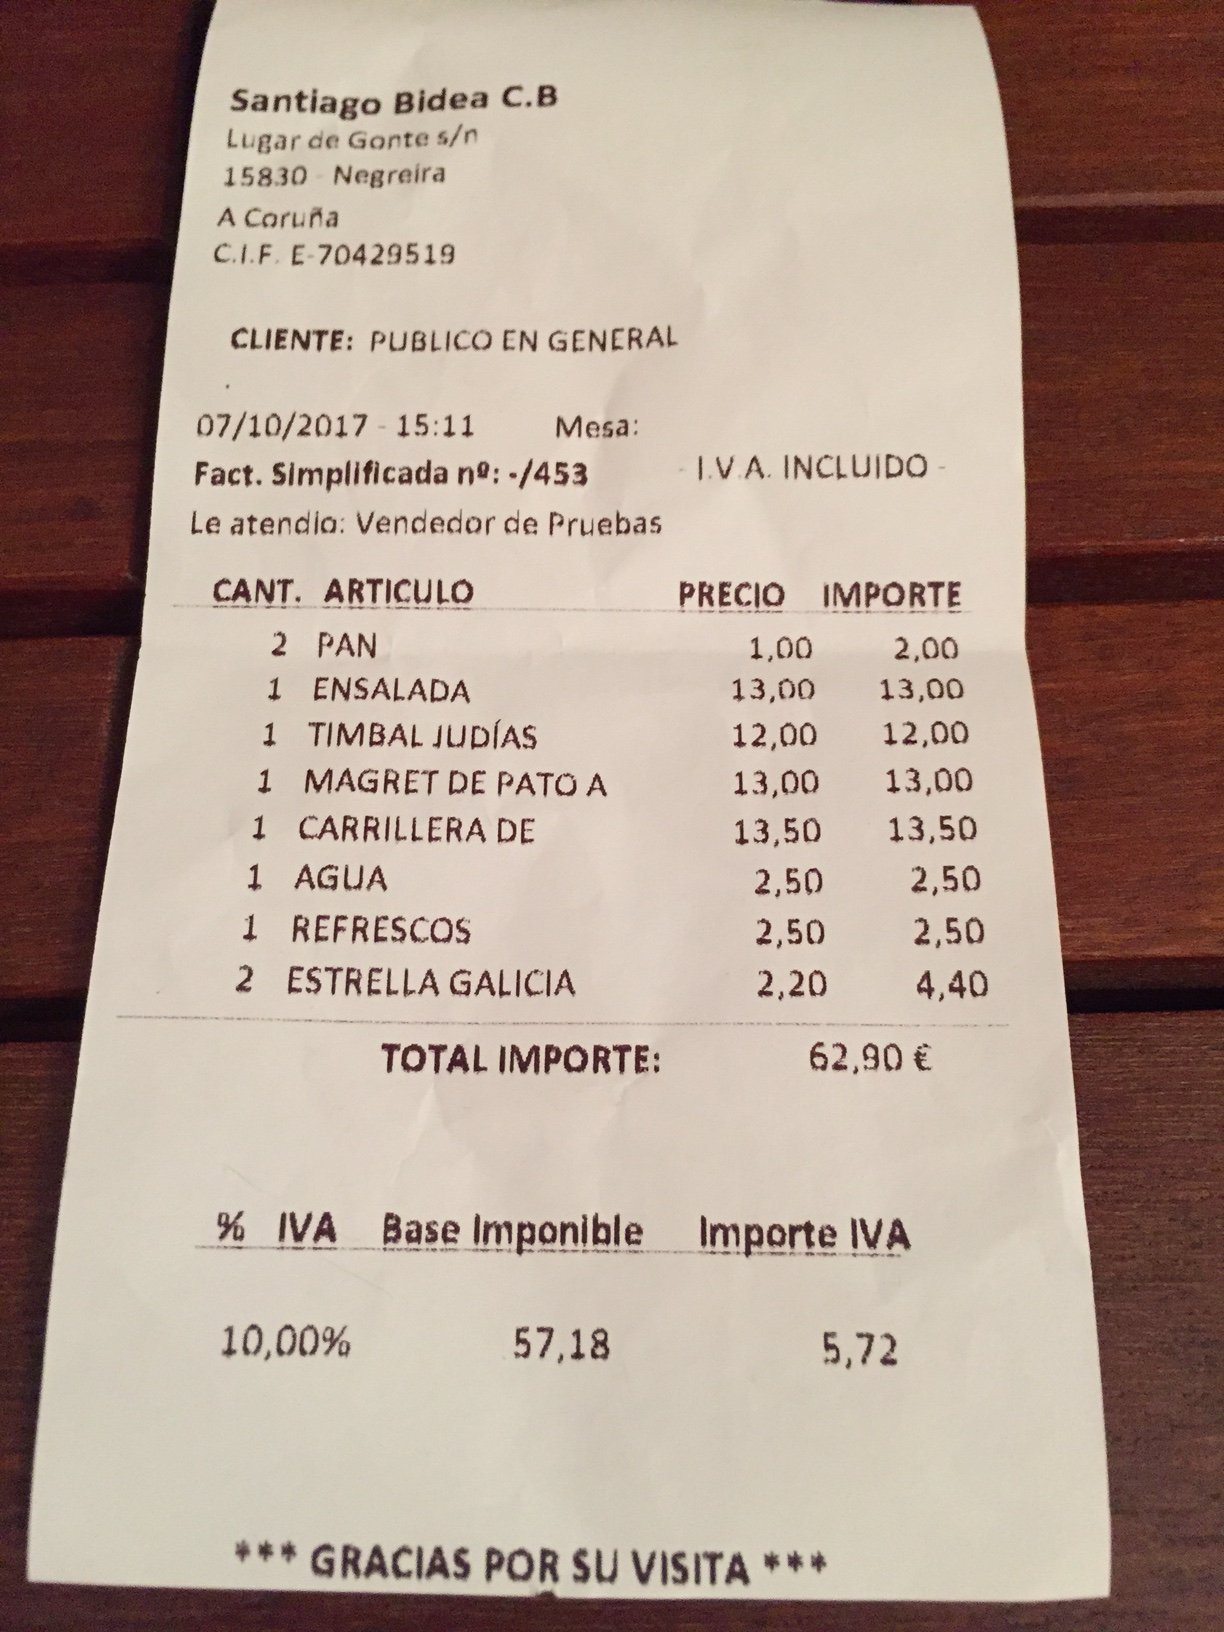 Santiago Bidea C.B
Lugar de Gonte s/n
15830 - Negreira
A Coruña
C.I.F. E-70429519
CLIENTE: PUBLICO EN GENERAL
.
07/10/2017 - 15:11 Mesa:
Fact. Simplificada nº: -/453 - I.V.A. INCLUIDO -
Le atendio: Vendedor de Pruebas
CANT. ARTICULO PRECIO IMPORTE
2 PAN 1,00 2,00
1 ENSALADA 13,00 13,00
1 TIMBAL JUDÍAS 12,00 12,00
1 MAGRET DE PATO A 13,00 13,00
1 CARRILLERA DE 13,50 13,50
1 AGUA 2,50 2,50
1 REFRESCOS 2,50 2,50
2 ESTRELLA GALICIA 2,20 4,40
TOTAL IMPORTE: 62,90 €
% IVA Base Imponible Importe IVA
10,00% 57,18 5,72
*** GRACIAS POR SU VISITA ***